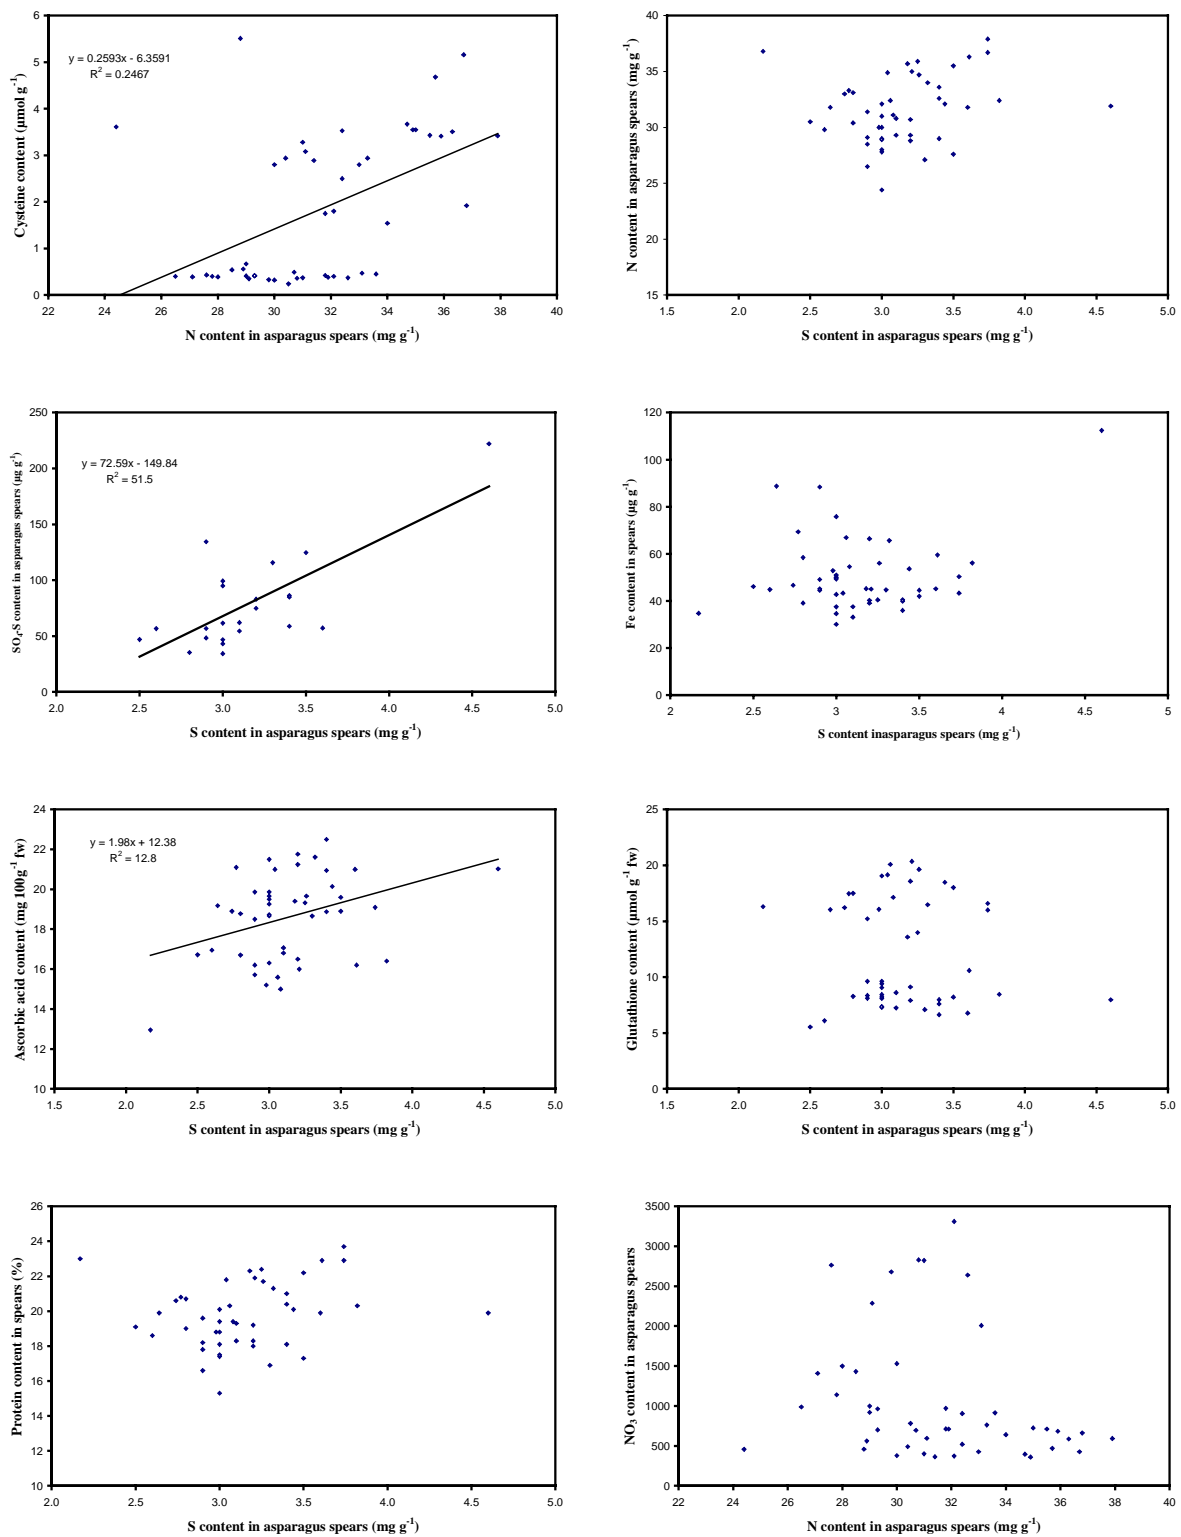 6
5
4
3
2
1
0
22 24 26 28 30 32 34 36 38 40
y = 0.2593x - 6.3591
R² = 0.2467
Cysteine content (µmol g⁻¹)
N content in asparagus spears (mg g⁻¹)
40
35
30
25
20
15
1.5 2.0 2.5 3.0 3.5 4.0 4.5 5.0
N content in asparagus spears (mg g⁻¹)
S content in asparagus spears (mg g⁻¹)
250
200
150
100
50
0
2.0 2.5 3.0 3.5 4.0 4.5 5.0
y = 72.59x - 149.84
R² = 51.5
SO₄-S content in asparagus spears (µg g⁻¹)
S content in asparagus spears (mg g⁻¹)
120
100
80
60
40
20
0
2 2.5 3 3.5 4 4.5 5
Fe content in spears (µg g⁻¹)
S content inasparagus spears (mg g⁻¹)
24
22
20
18
16
14
12
10
1.5 2.0 2.5 3.0 3.5 4.0 4.5 5.0
y = 1.98x + 12.38
R² = 12.8
Ascorbic acid content (mg 100g⁻¹ fw)
S content in asparagus spears (mg g⁻¹)
25
20
15
10
5
0
1.5 2.0 2.5 3.0 3.5 4.0 4.5 5.0
Glutathione content (µmol g⁻¹ fw)
S content in asparagus spears (mg g⁻¹)
26
24
22
20
18
16
14
12
10
2.0 2.5 3.0 3.5 4.0 4.5 5.0
Protein content in spears (%)
S content in asparagus spears (mg g⁻¹)
3500
3000
2500
2000
1500
1000
500
0
22 24 26 28 30 32 34 36 38 40
NO₃ content in asparagus spears
N content in asparagus spears (mg g⁻¹)